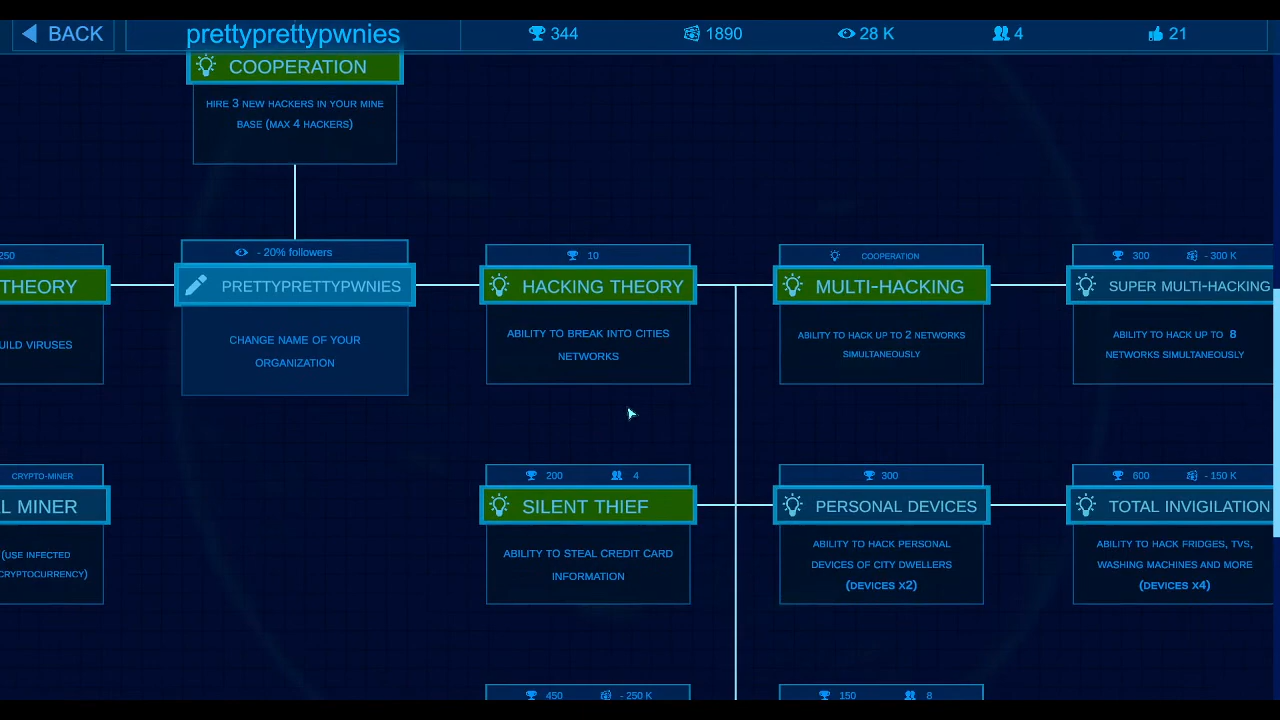 BACK
prettyprettypwnies
344
1890
28 K
4
21
COOPERATION
HIRE 3 NEW HACKERS IN YOUR MINE
BASE (MAX 4 HACKERS)
250
- 20% followers
10
COOPERATION
300 - 300 K
THEORY
PRETTYPRETTYPWNIES
HACKING THEORY
MULTI-HACKING
SUPER MULTI-HACKING
UILD VIRUSES
CHANGE NAME OF YOUR
ORGANIZATION
ABILITY TO BREAK INTO CITIES
NETWORKS
ABILITY TO HACK UP TO 2 NETWORKS
SIMULTANEOUSLY
ABILITY TO HACK UP TO 8
NETWORKS SIMULTANEOUSLY
CRYPTO-MINER
200 4
300
600 - 150 K
L MINER
SILENT THIEF
PERSONAL DEVICES
TOTAL INVIGILATION
(USE INFECTED
CRYPTOCURRENCY)
ABILITY TO STEAL CREDIT CARD
INFORMATION
ABILITY TO HACK PERSONAL
DEVICES OF CITY DWELLERS
(DEVICES X2)
ABILITY TO HACK FRIDGES, TVS,
WASHING MACHINES AND MORE
(DEVICES X4)
450 - 250 K
150 8